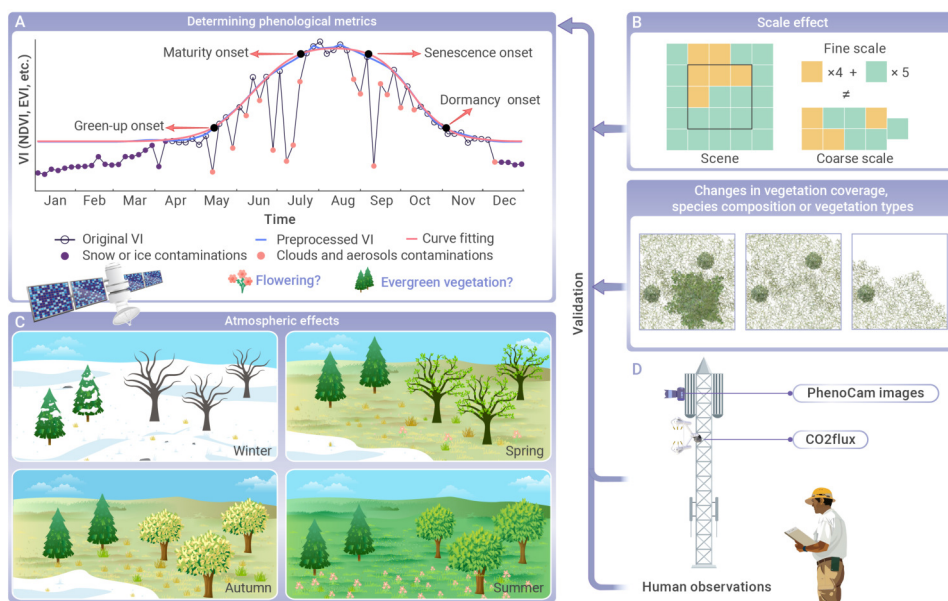 A
Determining phenological metrics
VI (NDVI, EVI, etc.)
Maturity onset
Senescence onset
Green-up onset
Dormancy onset
Jan Feb Mar Apr May Jun July Aug Sep Oct Nov Dec
Time
Original VI
Preprocessed VI
Curve fitting
Snow or ice contaminations
Clouds and aerosols contaminations
Flowering?
Evergreen vegetation?
B
Scale effect
Fine scale
×4 + × 5
≠
Scene
Coarse scale
Changes in vegetation coverage,
species composition or vegetation types
Validation
C
Atmospheric effects
Winter
Spring
Autumn
Summer
D
PhenoCam images
CO2flux
Human observations